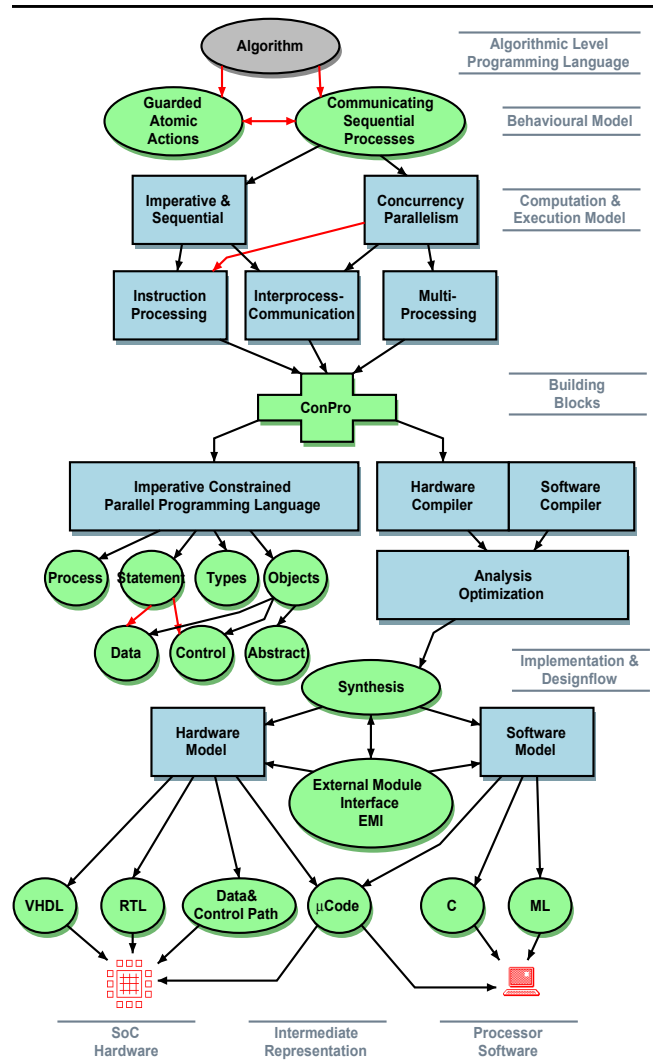 Algorithm
Algorithmic Level
Programming Language
Guarded
Atomic
Actions
Communicating
Sequential
Processes
Behavioural Model
Imperative &
Sequential
Concurrency
Parallelism
Computation &
Execution Model
Instruction
Processing
Interprocess-
Communication
Multi-
Processing
ConPro
Building
Blocks
Imperative Constrained
Parallel Programming Language
Hardware
Compiler
Software
Compiler
Process
Statement
Types
Objects
Analysis
Optimization
Data
Control
Abstract
Implementation &
Designflow
Synthesis
Hardware
Model
Software
Model
External Module
Interface
EMI
VHDL
RTL
Data&
Control Path
μCode
C
ML
SoC
Hardware
Intermediate
Representation
Processor
Software